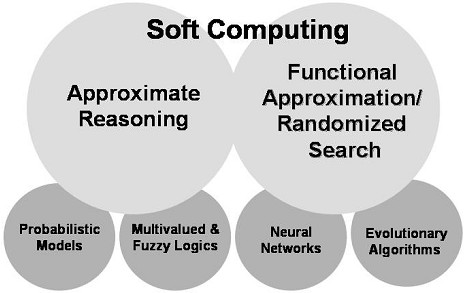 Soft Computing
Approximate
Reasoning
Functional
Approximation/
Randomized
Search
Probabilistic
Models
Multivalued &
Fuzzy Logics
Neural
Networks
Evolutionary
Algorithms